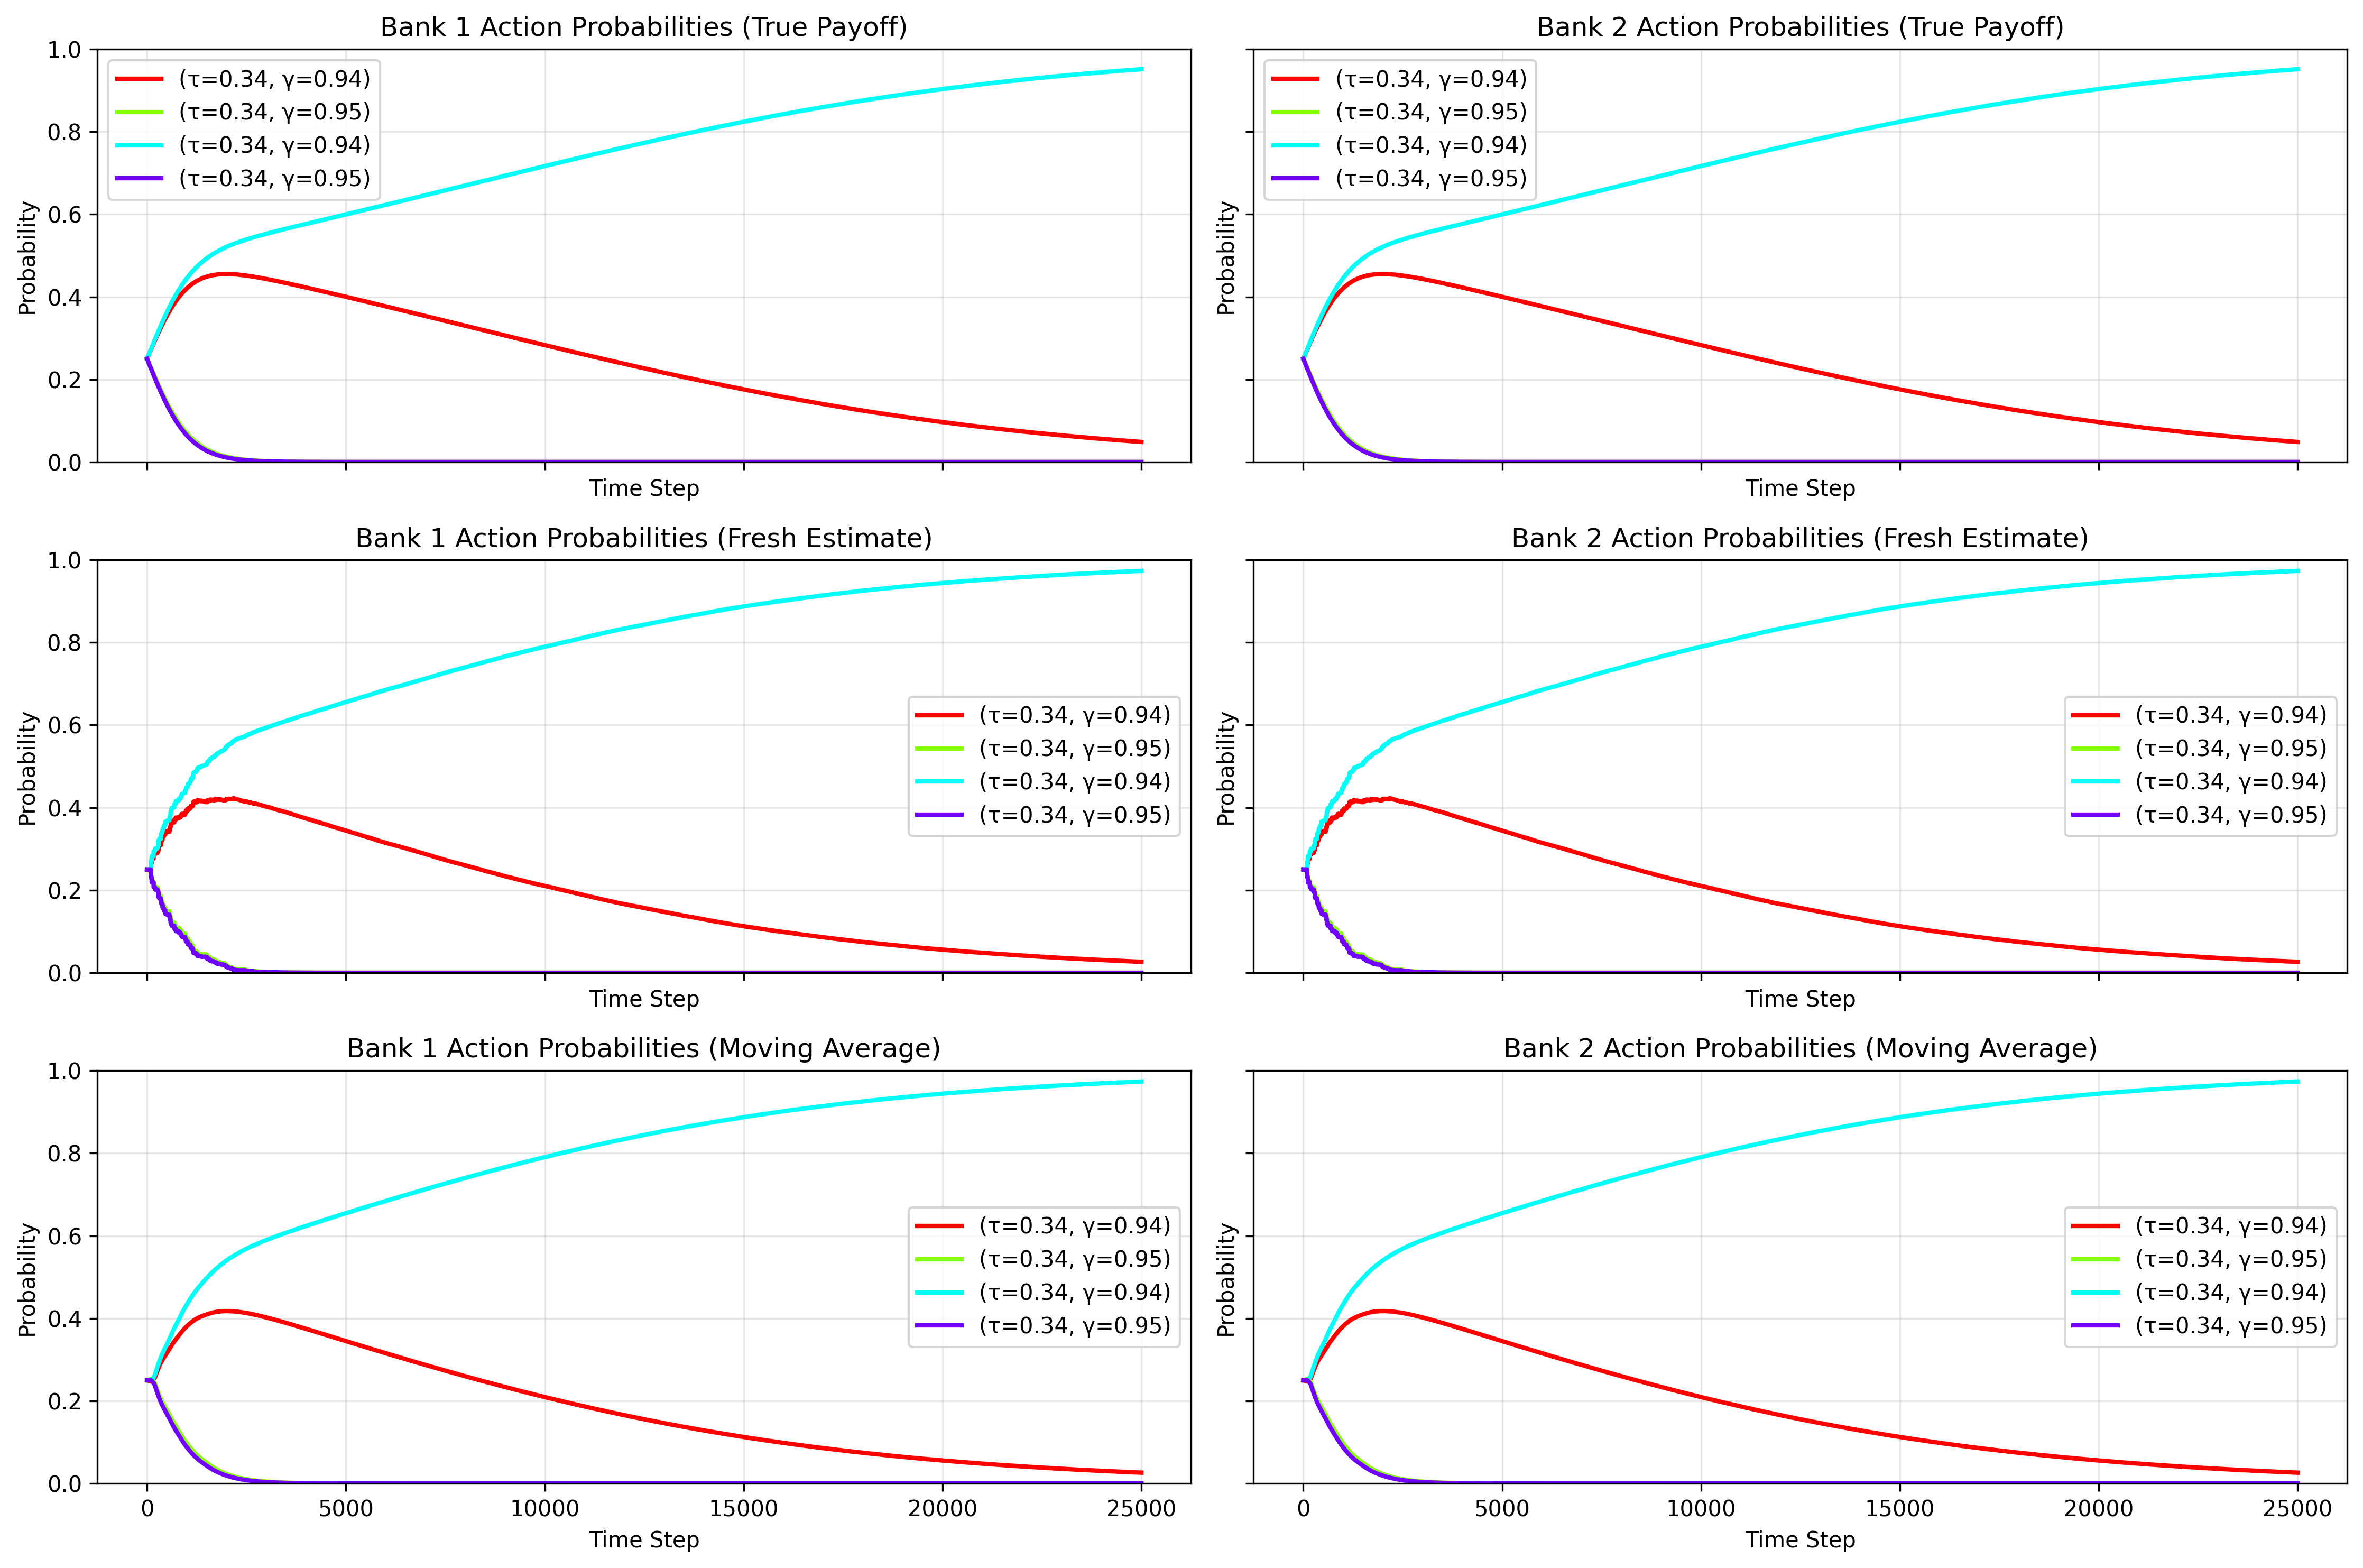 Bank 1 Action Probabilities (True Payoff)
Probability
1.0
0.8
0.6
0.4
0.2
0.0
(τ=0.34, γ=0.94)
(τ=0.34, γ=0.95)
(τ=0.34, γ=0.94)
(τ=0.34, γ=0.95)
Time Step
Bank 2 Action Probabilities (True Payoff)
Probability
(τ=0.34, γ=0.94)
(τ=0.34, γ=0.95)
(τ=0.34, γ=0.94)
(τ=0.34, γ=0.95)
Time Step
Bank 1 Action Probabilities (Fresh Estimate)
Probability
1.0
0.8
0.6
0.4
0.2
0.0
(τ=0.34, γ=0.94)
(τ=0.34, γ=0.95)
(τ=0.34, γ=0.94)
(τ=0.34, γ=0.95)
Time Step
Bank 2 Action Probabilities (Fresh Estimate)
Probability
(τ=0.34, γ=0.94)
(τ=0.34, γ=0.95)
(τ=0.34, γ=0.94)
(τ=0.34, γ=0.95)
Time Step
Bank 1 Action Probabilities (Moving Average)
Probability
1.0
0.8
0.6
0.4
0.2
0.0
(τ=0.34, γ=0.94)
(τ=0.34, γ=0.95)
(τ=0.34, γ=0.94)
(τ=0.34, γ=0.95)
0 5000 10000 15000 20000 25000
Time Step
Bank 2 Action Probabilities (Moving Average)
Probability
(τ=0.34, γ=0.94)
(τ=0.34, γ=0.95)
(τ=0.34, γ=0.94)
(τ=0.34, γ=0.95)
0 5000 10000 15000 20000 25000
Time Step